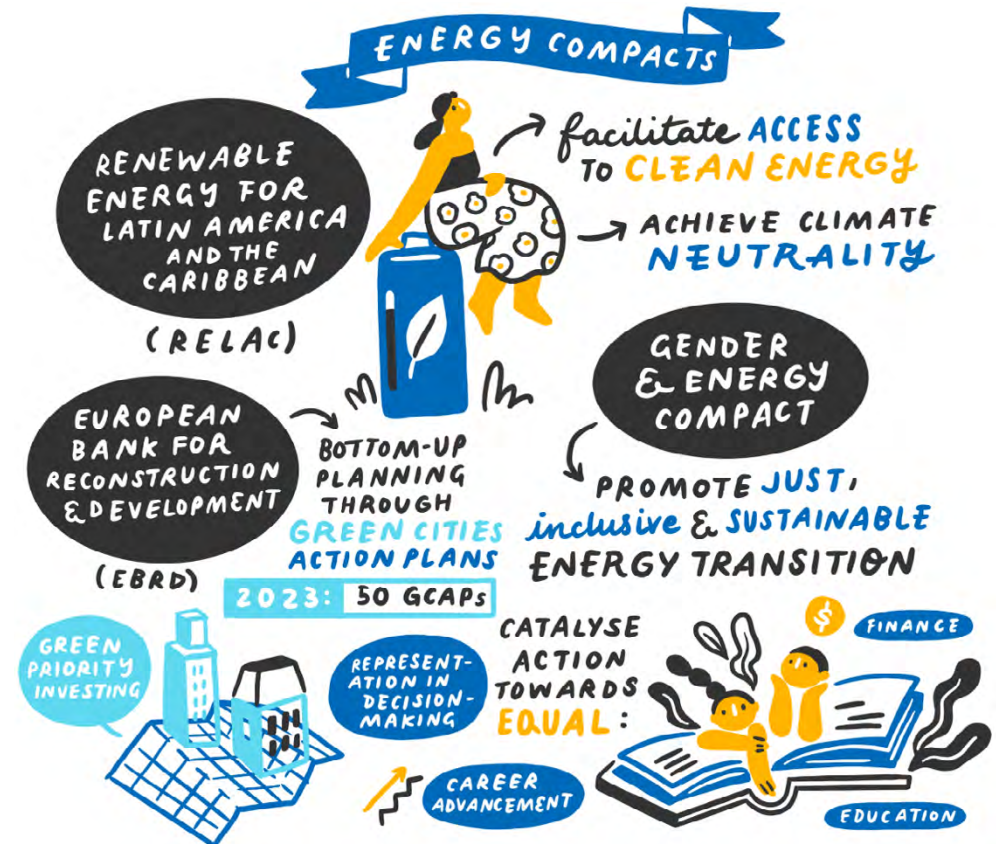 ENERGY COMPACTS
RENEWABLE
ENERGY FOR
LATIN AMERICA
AND THE
CARIBBEAN
(RELAC)
facilitate ACCESS
TO CLEAN ENERGY
ACHIEVE CLIMATE
NEUTRALITY
EUROPEAN
BANK FOR
RECONSTRUCTION
& DEVELOPMENT
(EBRD)
BOTTOM-UP
PLANNING
THROUGH
GREEN CITIES
ACTION PLANS
2023: 50 GCAPs
GREEN
PRIORITY
INVESTING
GENDER
& ENERGY
COMPACT
PROMOTE JUST,
inclusive & SUSTAINABLE
ENERGY TRANSITION
CATALYSE
ACTION
TOWARDS
EQUAL:
REPRESENT-
ATION IN
DECISION-
MAKING
CAREER
ADVANCEMENT
$
FINANCE
EDUCATION